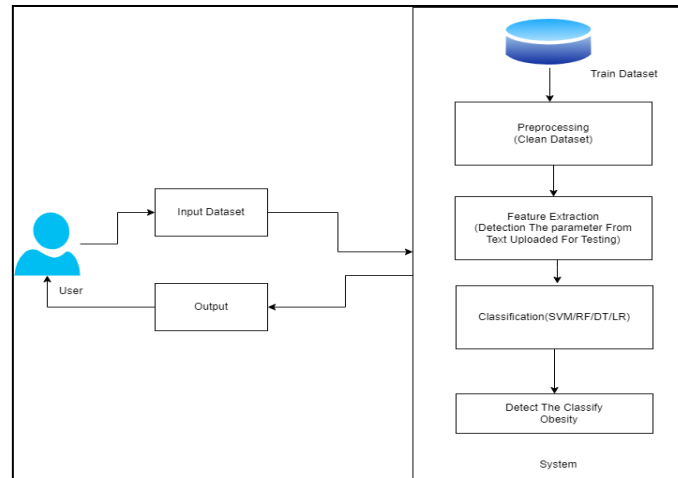 Train Dataset
Preprocessing
(Clean Dataset)
Input Dataset
Feature Extraction
(Detection The parameter From
Text Uploaded For Testing)
User
Output
Classification(SVM/RF/DT/LR)
Detect The Classify
Obesity
System